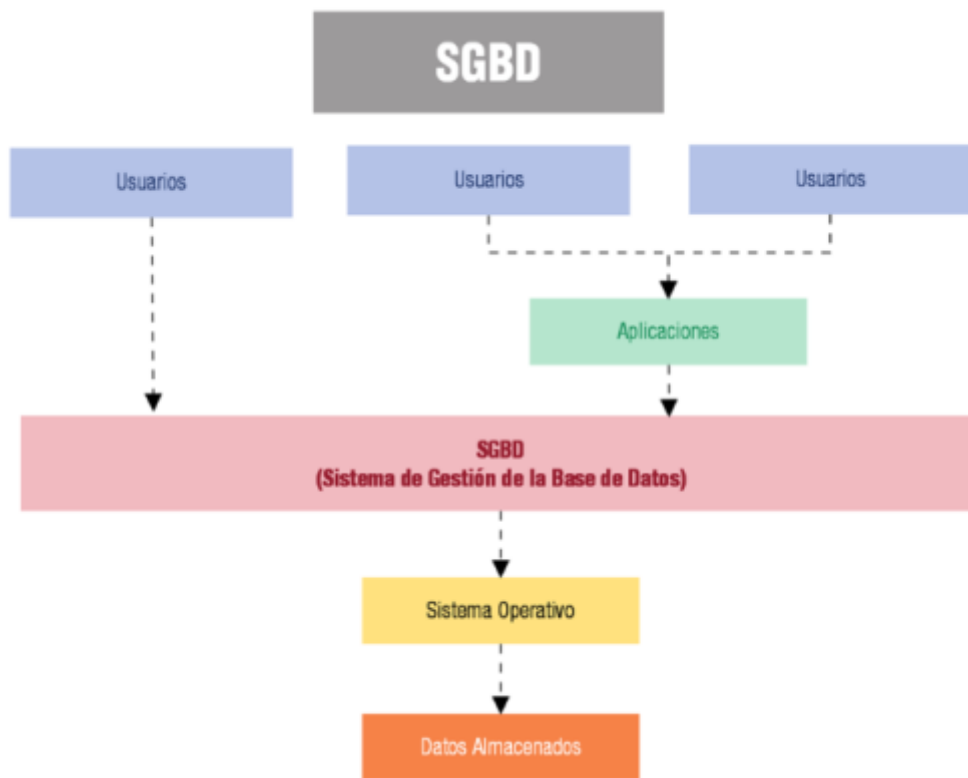 SGBD
Usuarios
Usuarios
Usuarios
Aplicaciones
SGBD
(Sistema de Gestión de la Base de Datos)
Sistema Operativo
Datos Almacenados